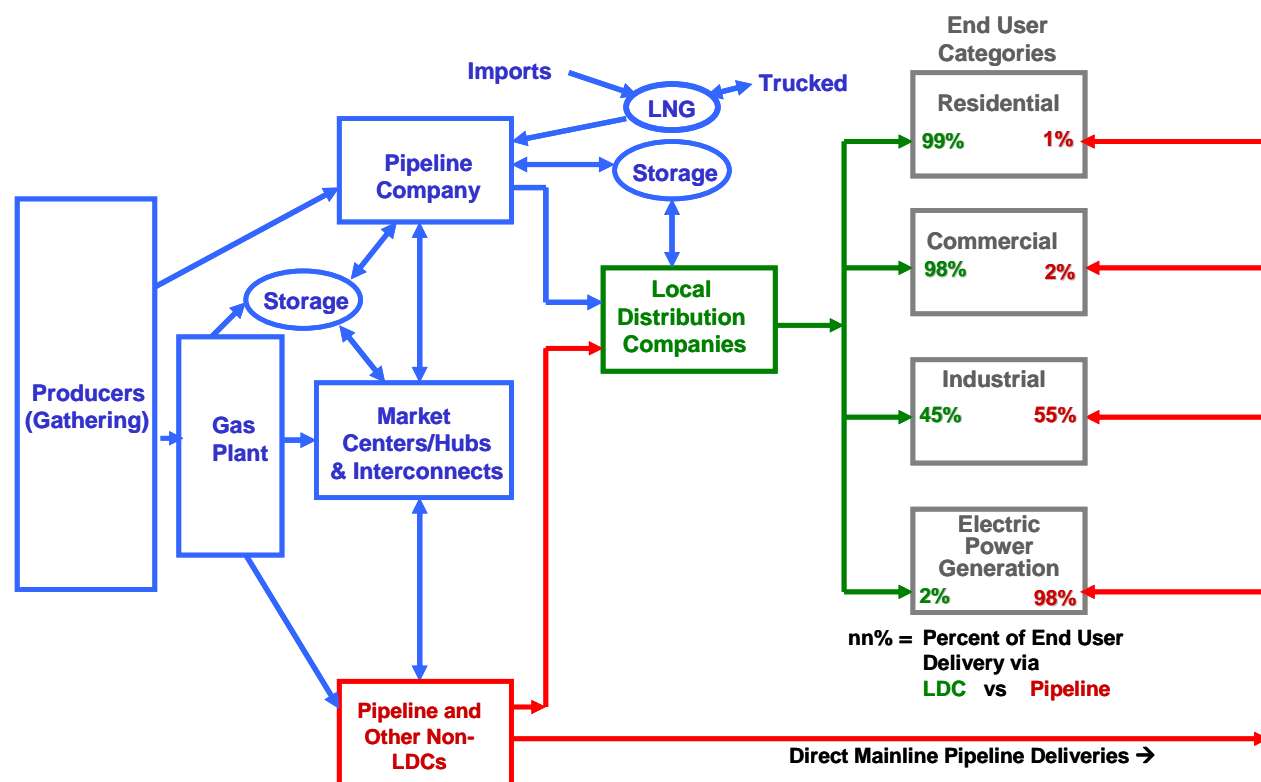 End User
Categories
Imports
LNG
Trucked
Residential
99%
1%
Pipeline
Company
Storage
Commercial
98%
2%
Storage
Local
Distribution
Companies
Producers
(Gathering)
Gas
Plant
Market
Centers/Hubs
& Interconnects
Industrial
45%
55%
Electric
Power
Generation
2%
98%
nn% = Percent of End User
Delivery via
LDC vs Pipeline
Pipeline and
Other Non-
LDCs
Direct Mainline Pipeline Deliveries →